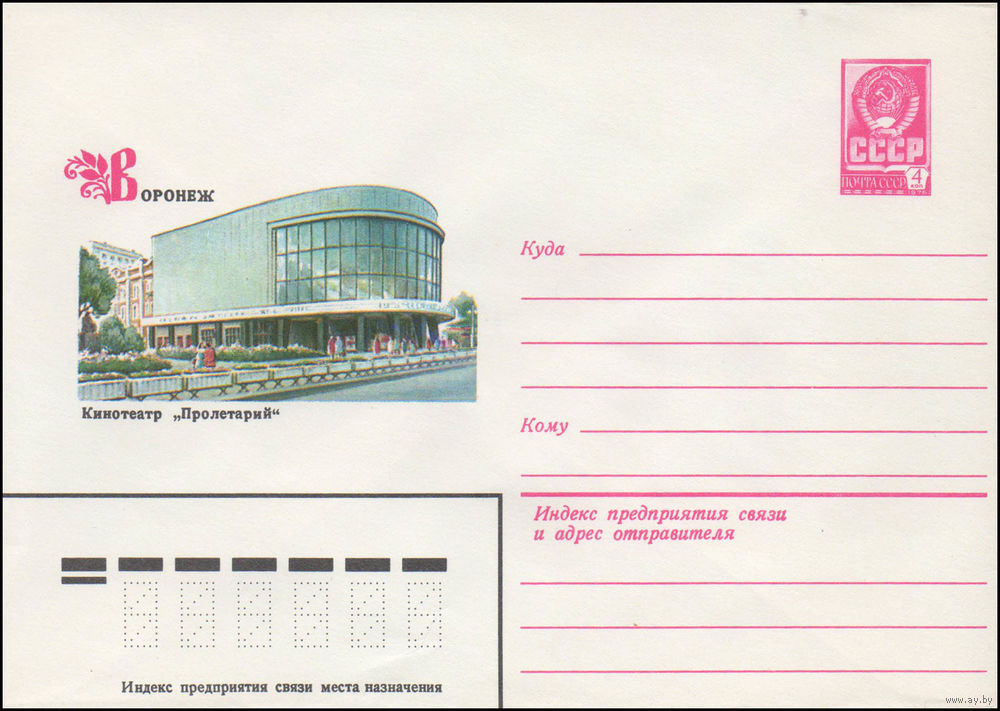 СССР
ПОЧТА СССР 4 КОП
1976
Воронеж
Куда
Кинотеатр „Пролетарий“
Кому
Индекс предприятия связи
и адрес отправителя
Индекс предприятия связи места назначения
www.ay.by